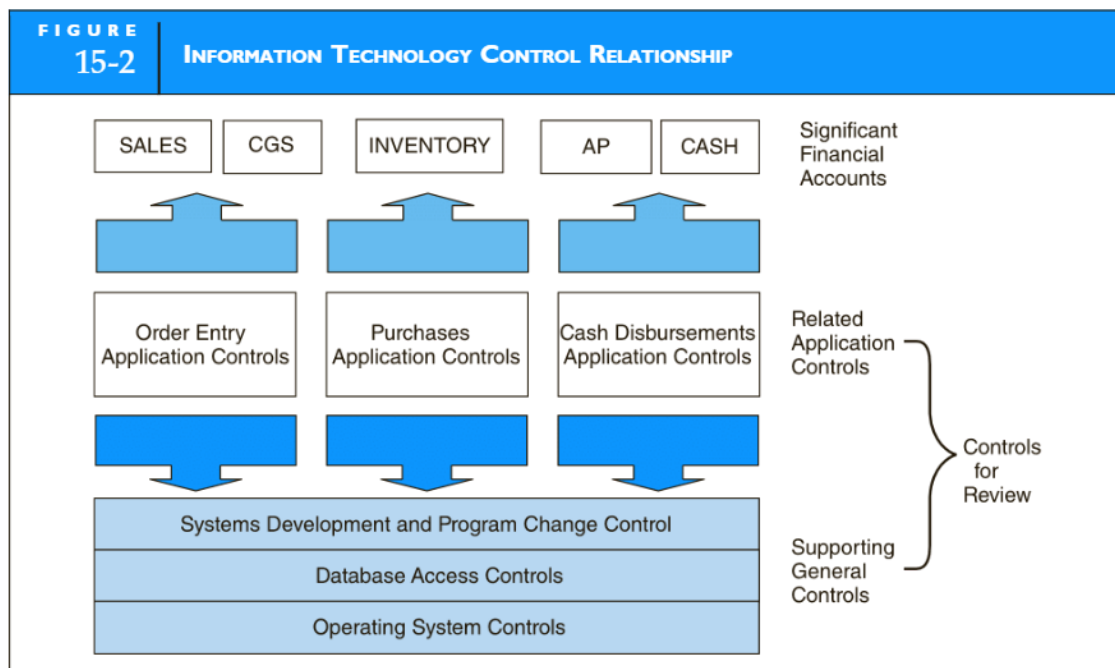 FIGURE
15-2
INFORMATION TECHNOLOGY CONTROL RELATIONSHIP
SALES
CGS
INVENTORY
AP
CASH
Significant
Financial
Accounts
Order Entry
Application Controls
Purchases
Application Controls
Cash Disbursements
Application Controls
Related
Application
Controls
Controls
for
Review
Systems Development and Program Change Control
Database Access Controls
Operating System Controls
Supporting
General
Controls